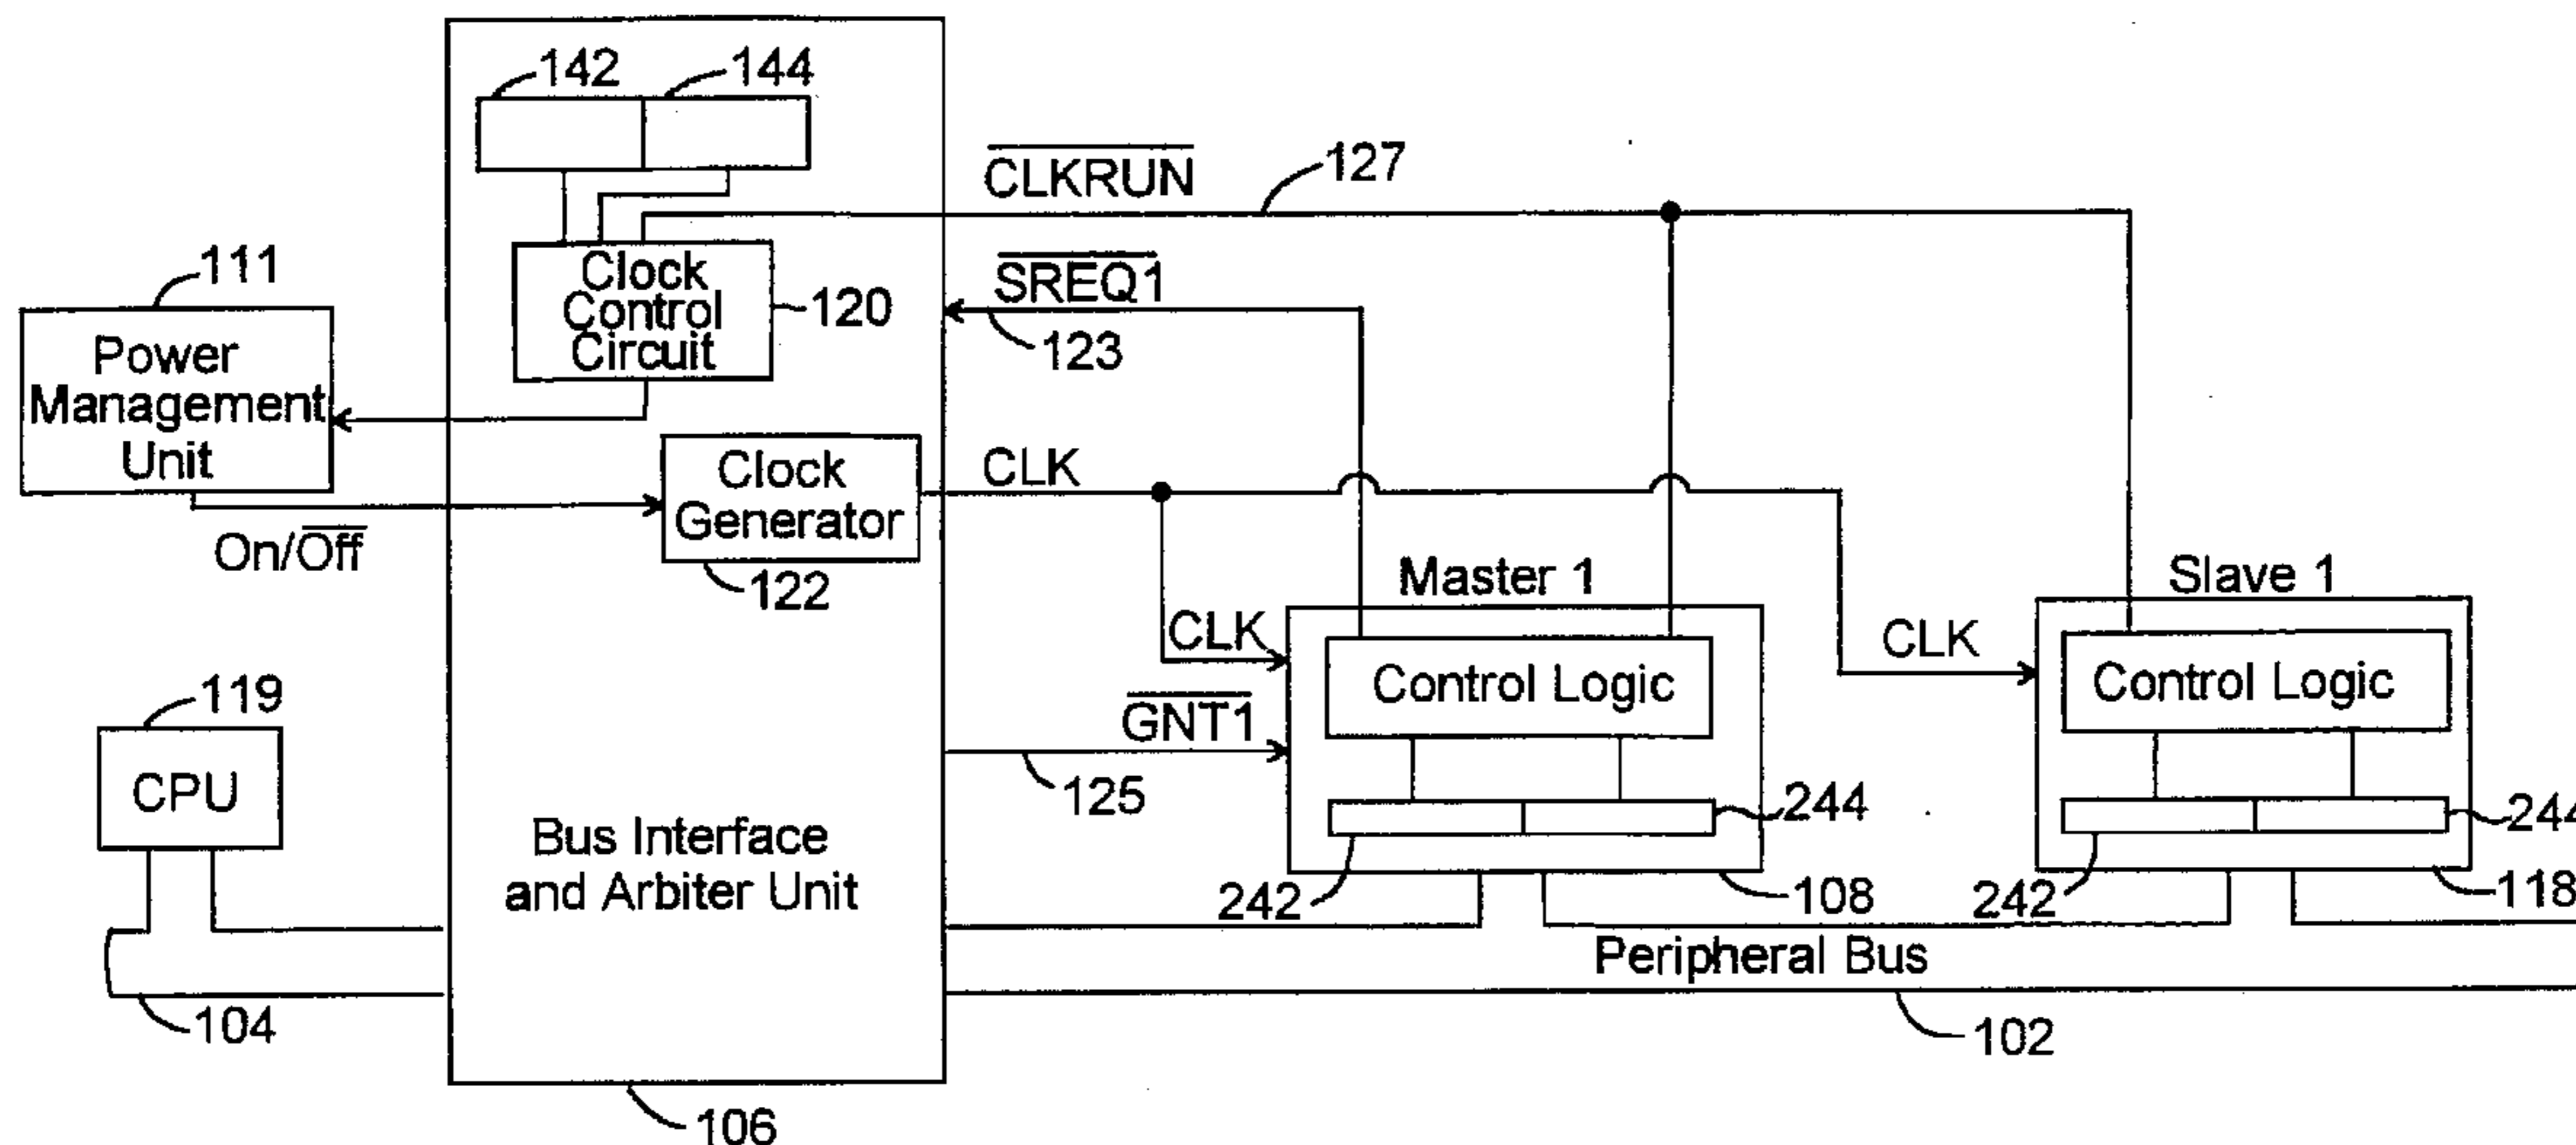 142
144
CLKRUN
127
111
Power
Management
Unit
Clock
Control
Circuit
120
SREQ1
123
On/Off
Clock
Generator
122
CLK
Master 1
Slave 1
CLK
CLK
Control Logic
Control Logic
GNT1
125
119
CPU
Bus Interface
and Arbiter Unit
244
244
242
108
242
118
Peripheral Bus
104
102
106